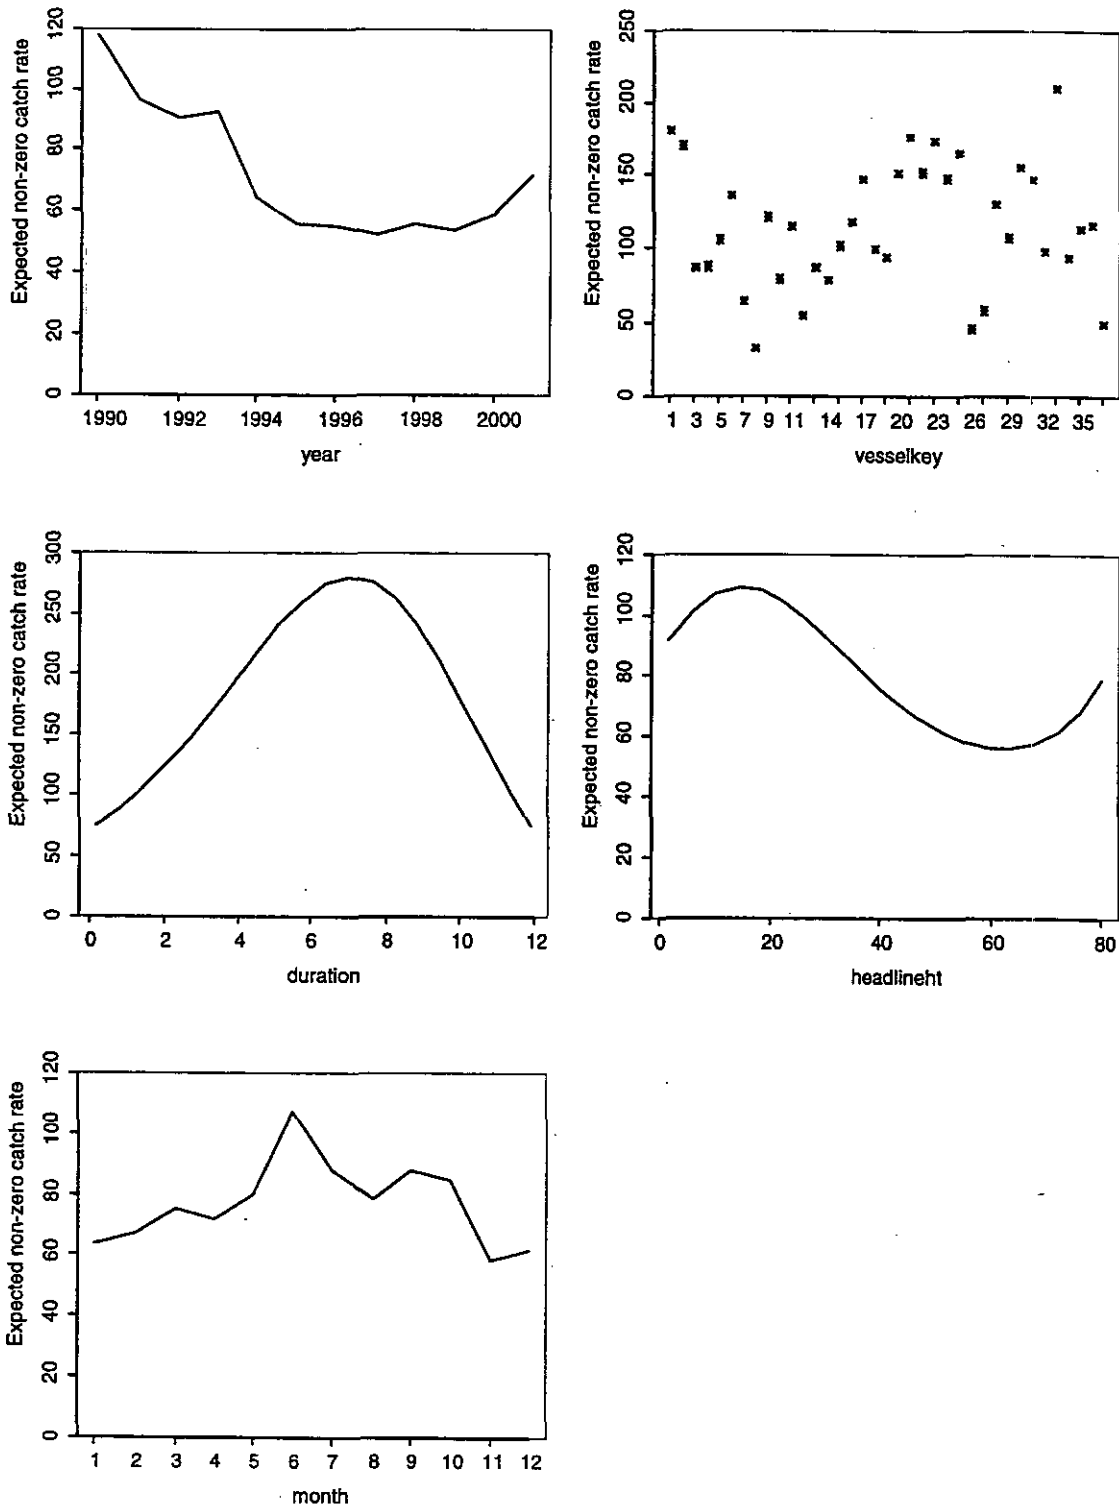 Expected non-zero catch rate
120
100
80
60
40
20
0
1990 1992 1994 1996 1998 2000
year
Expected non-zero catch rate
250
200
150
100
50
0
1 3 5 7 9 11 14 17 20 23 26 29 32 35
vesselkey
Expected non-zero catch rate
300
250
200
150
100
50
0
0 2 4 6 8 10 12
duration
Expected non-zero catch rate
120
100
80
60
40
20
0
0 20 40 60 80
headlineht
Expected non-zero catch rate
120
100
80
60
40
20
0
1 2 3 4 5 6 7 8 9 10 11 12
month